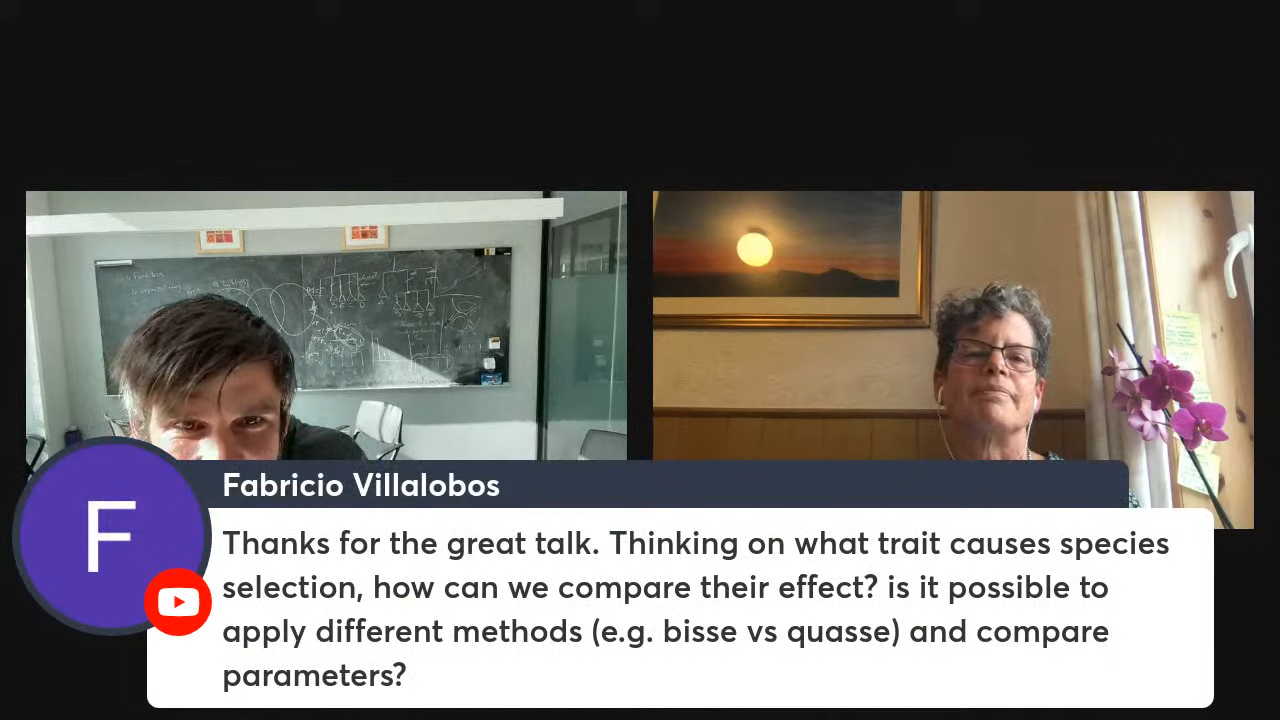 Fabricio Villalobos
F
Thanks for the great talk. Thinking on what trait causes species
selection, how can we compare their effect? is it possible to
apply different methods (e.g. bisse vs quasse) and compare
parameters?